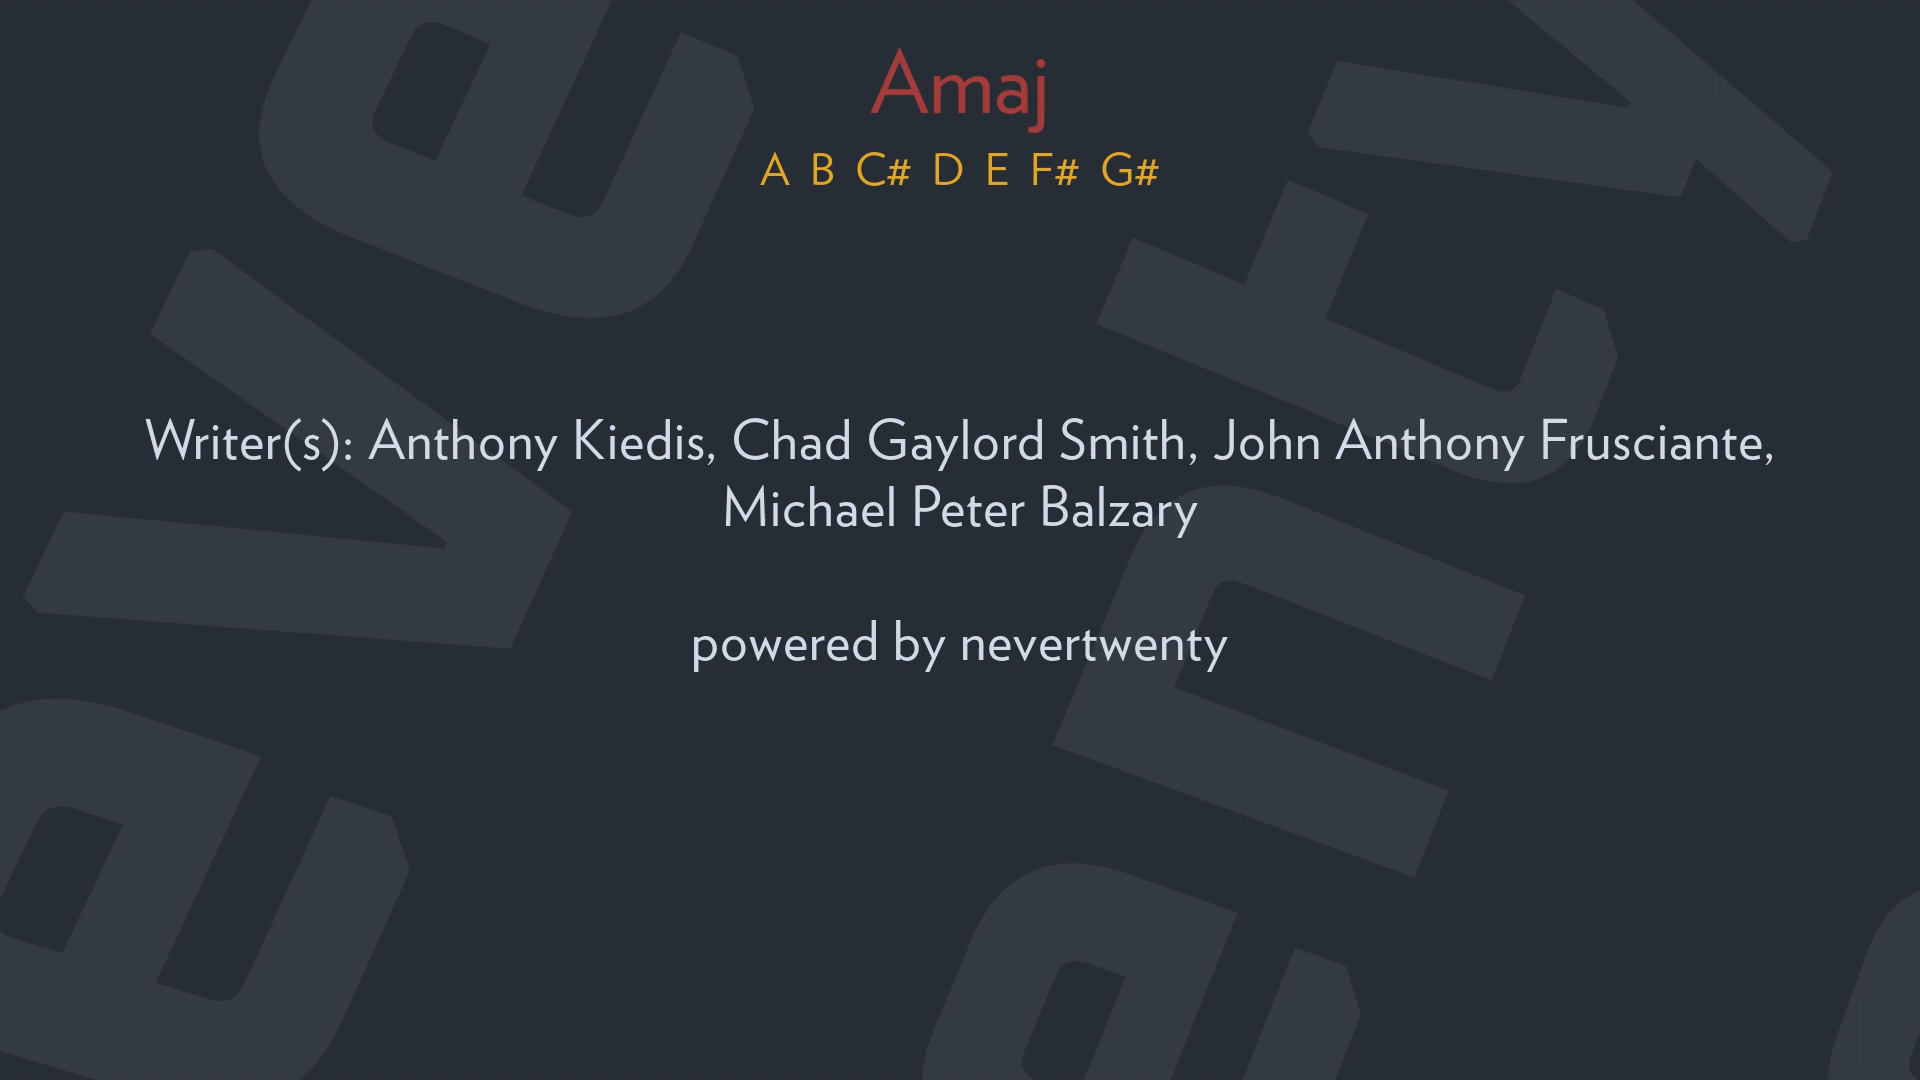 Amaj
A B C# D E F# G#
Writer(s): Anthony Kiedis, Chad Gaylord Smith, John Anthony Frusciante,
Michael Peter Balzary
powered by nevertwenty